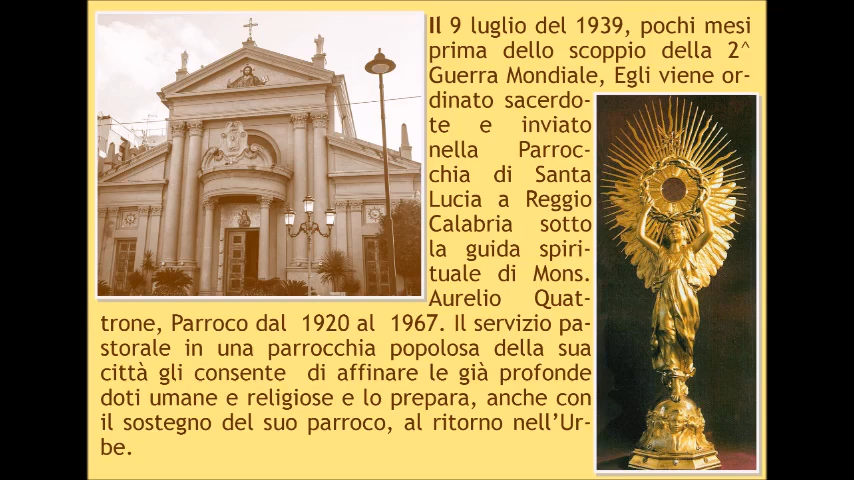 Il 9 luglio del 1939, pochi mesi
prima dello scoppio della 2^
Guerra Mondiale, Egli viene or-
dinato sacerdo-
te e inviato
nella Parroc-
chia di Santa
Lucia a Reggio
Calabria sotto
la guida spiri-
tuale di Mons.
Aurelio Quat-
trone, Parroco dal 1920 al 1967. Il servizio pa-
storale in una parrocchia popolosa della sua
città gli consente di affinare le già profonde
doti umane e religiose e lo prepara, anche con
il sostegno del suo parroco, al ritorno nell’Ur-
be.